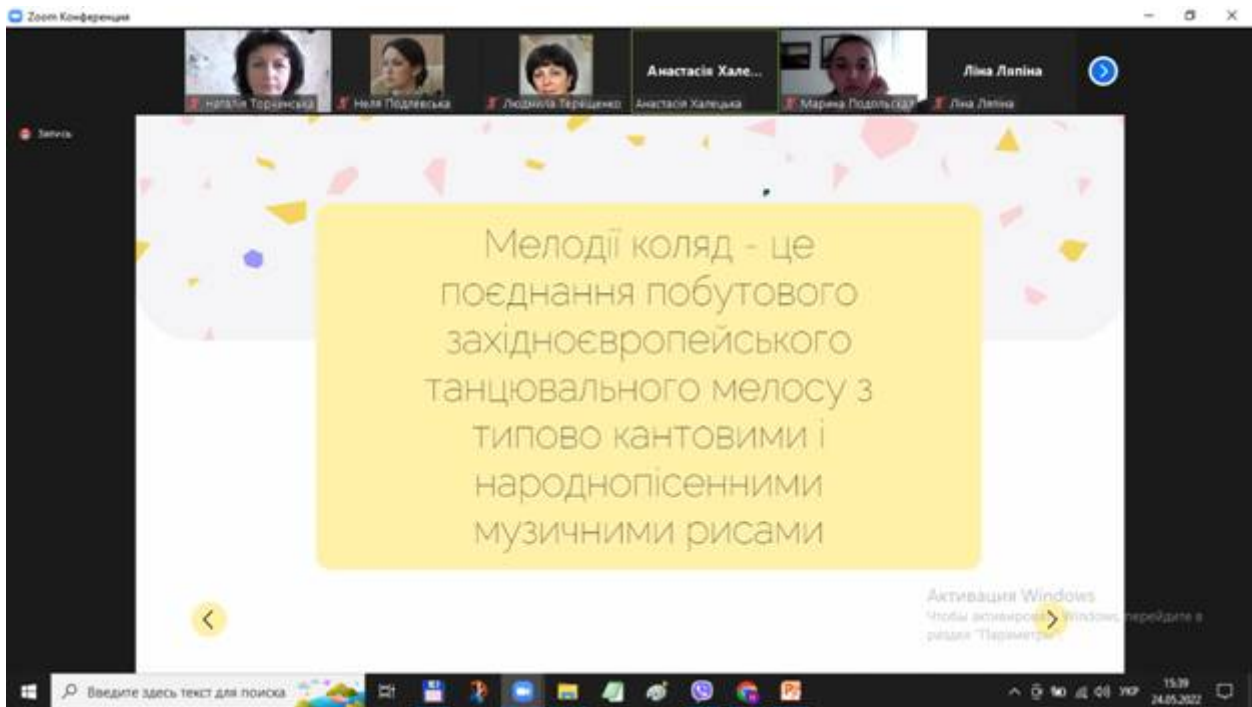 Zoom Конференция
Анастасія Хале...
Ліна Ляпіна
Наталія Торчинська
Неля Подлевська
Людмила Терещенко
Анастасія Халецька
Марина Подольська
Ліна Ляпіна
Запись
Мелодії коляд - це
поєднання побутового
західноєвропейського
танцювального мелосу з
типово кантовими і
народнопісенними
музичними рисами
Активация Windows
Чтобы активировать Windows, перейдите в
раздел "Параметры".
Введите здесь текст для поиска
УКР
15:39
24.05.2022